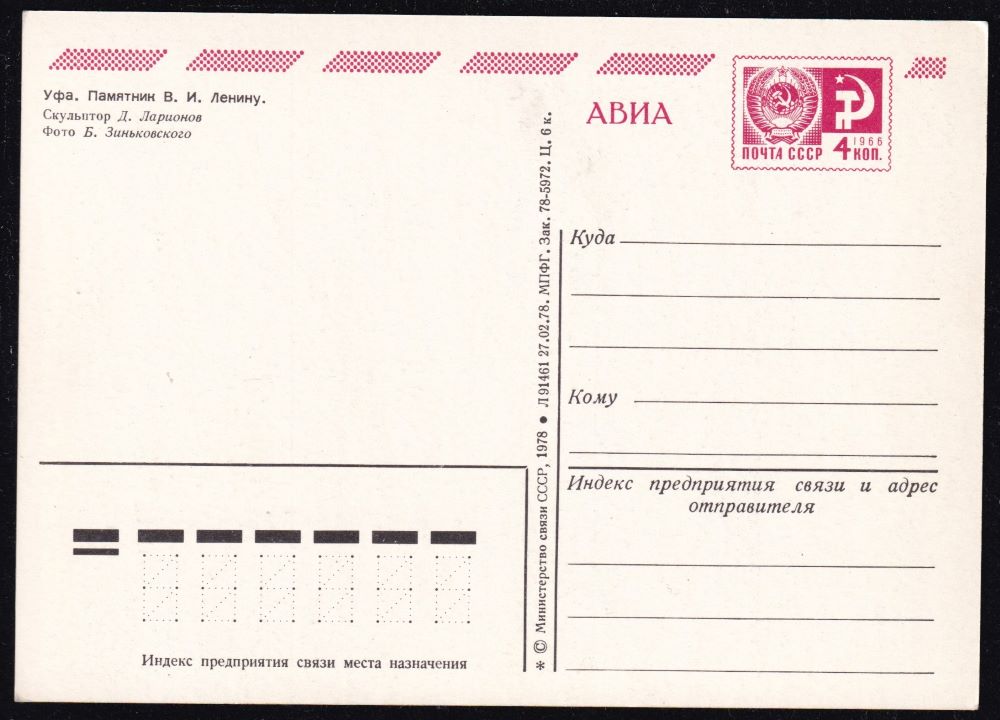 Уфа. Памятник В. И. Ленину.
Скульптор Д. Ларионов
Фото Б. Зиньковского
АВИА
1966
ПОЧТА СССР 4 КОП.
Куда
Кому
Индекс предприятия связи и адрес
отправителя
* © Министерство связи СССР, 1978 ● Л 91461 27.02.78. МПФГ. Зак. 78-5972. Ц. 6 к.
Индекс предприятия связи места назначения